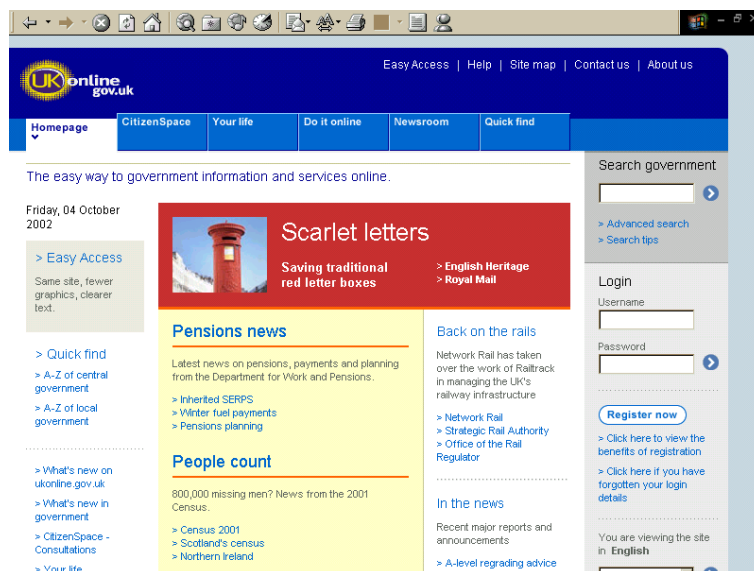 UK online
gov.uk
Easy Access | Help | Site map | Contact us | About us
Homepage
CitizenSpace
Your life
Do it online
Newsroom
Quick find
The easy way to government information and services online.
Friday, 04 October
2002
> Easy Access
Same site, fewer
graphics, clearer
text.
> Quick find
> A-Z of central
government
> A-Z of local
government
> What's new on
ukonline.gov.uk
> What's new in
government
> CitizenSpace -
Consultations
> Your life
Scarlet letters
Saving traditional
red letter boxes
> English Heritage
> Royal Mail
Pensions news
Latest news on pensions, payments and planning
from the Department for Work and Pensions.
> Inherited SERPS
> Winter fuel payments
> Pensions planning
People count
800,000 missing men? News from the 2001
Census.
> Census 2001
> Scotland's census
> Northern Ireland
Back on the rails
Network Rail has taken
over the work of Railtrack
in managing the UK's
railway infrastructure
> Network Rail
> Strategic Rail Authority
> Office of the Rail
Regulator
In the news
Recent major reports and
announcements
> A-level regrading advice
Search government
> Advanced search
> Search tips
Login
Username
Password
Register now
> Click here to view the
benefits of registration
> Click here if you have
forgotten your login
details
You are viewing the site
in English